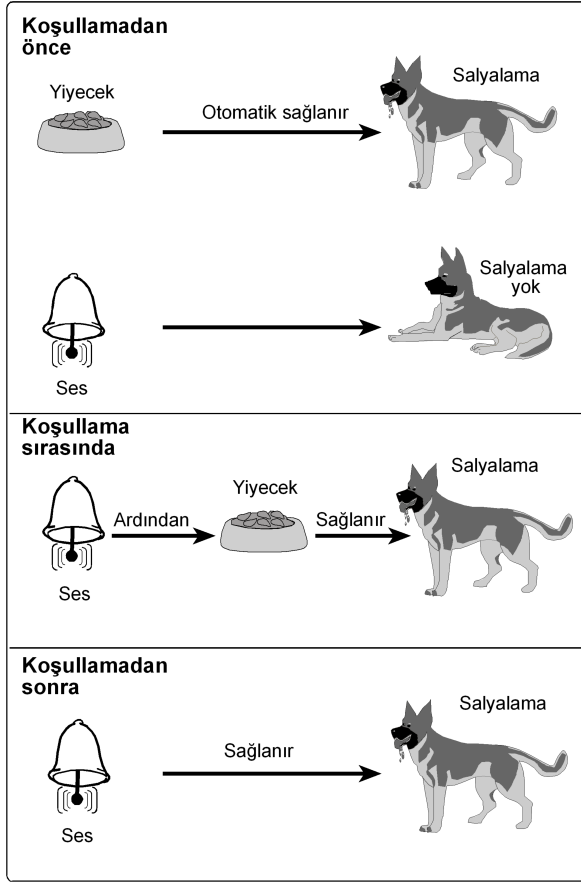 Koşullamadan
önce
Yiyecek
Otomatik sağlanır
Salyalama
Salyalama
yok
Ses
Koşullama
sırasında
Ardından
Yiyecek
Sağlanır
Salyalama
Ses
Koşullamadan
sonra
Sağlanır
Salyalama
Ses